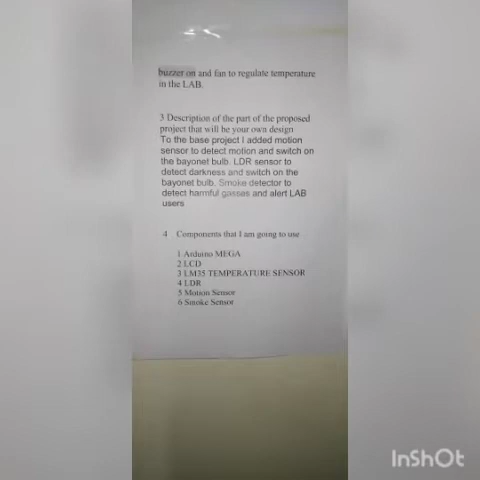 buzzer on and fan to regulate temperature
in the LAB.
3 Description of the part of the proposed
project that will be your own design
To the base project I added motion
sensor to detect motion and switch on
the bayonet bulb. LDR sensor to
detect darkness and switch on the
bayonet bulb. Smoke detector to
detect harmful gasses and alert LAB
users
4 Components that I am going to use
1 Arduino MEGA
2 LCD
3 LM35 TEMPERATURE SENSOR
4 LDR
5 Motion Sensor
6 Smoke Sensor
InShOt